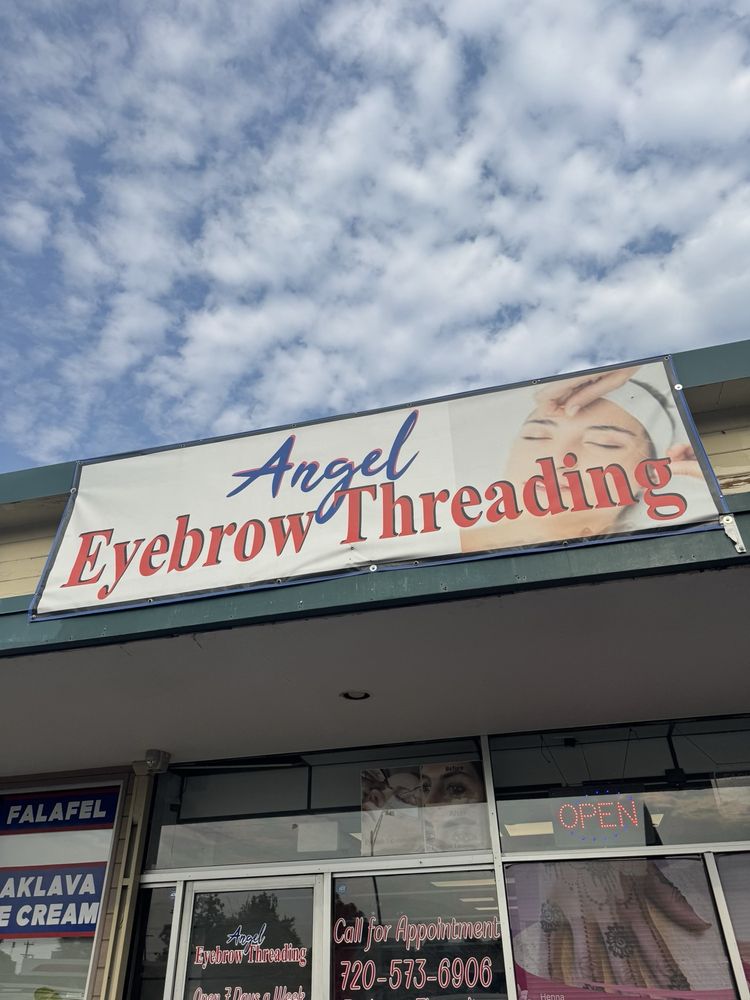 Angel
Eyebrow Threading
Before
OPEN
FALAFEL
AKLAVA
E CREAM
Angel
Eyebrow Threading
Open 7 Days a Week
Call for Appointment
720-573-6906
Henna